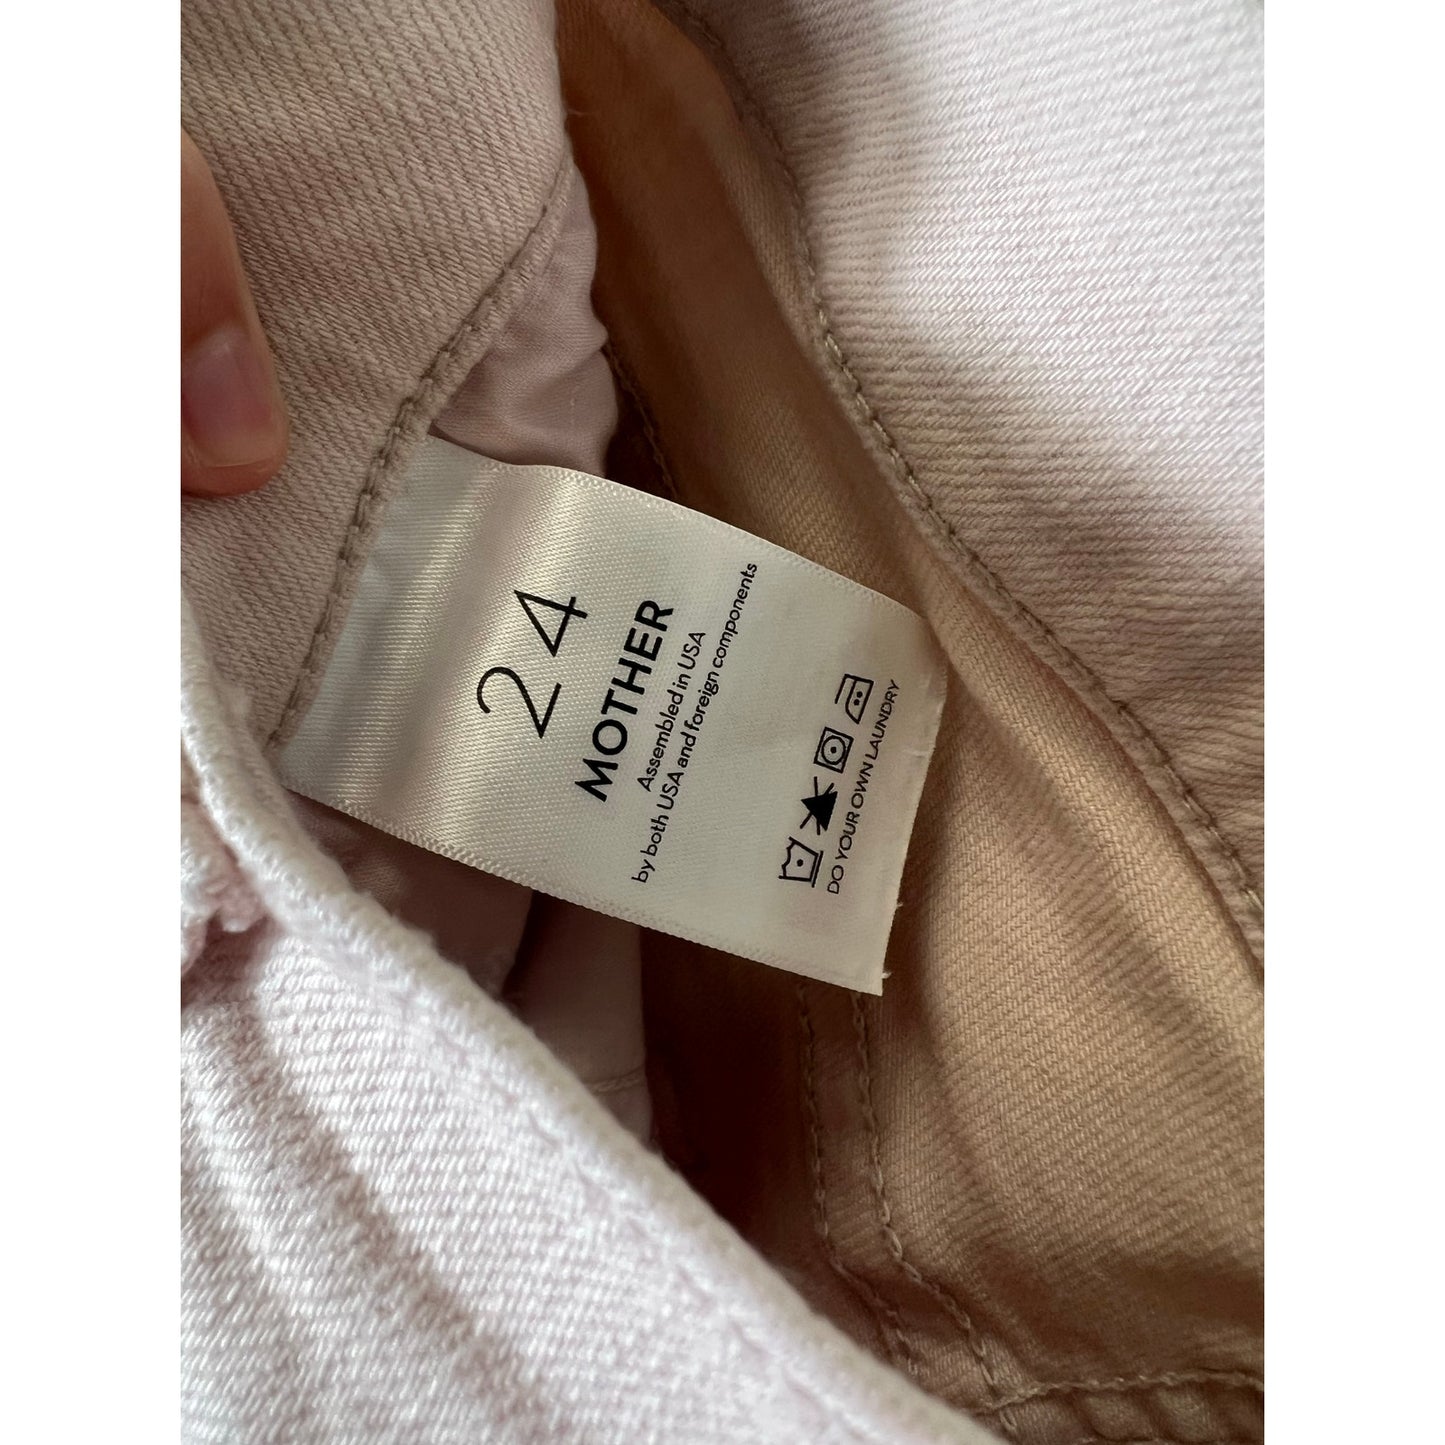 24
MOTHER
Assembled in USA
by both USA and foreign components
DO YOUR OWN LAUNDRY